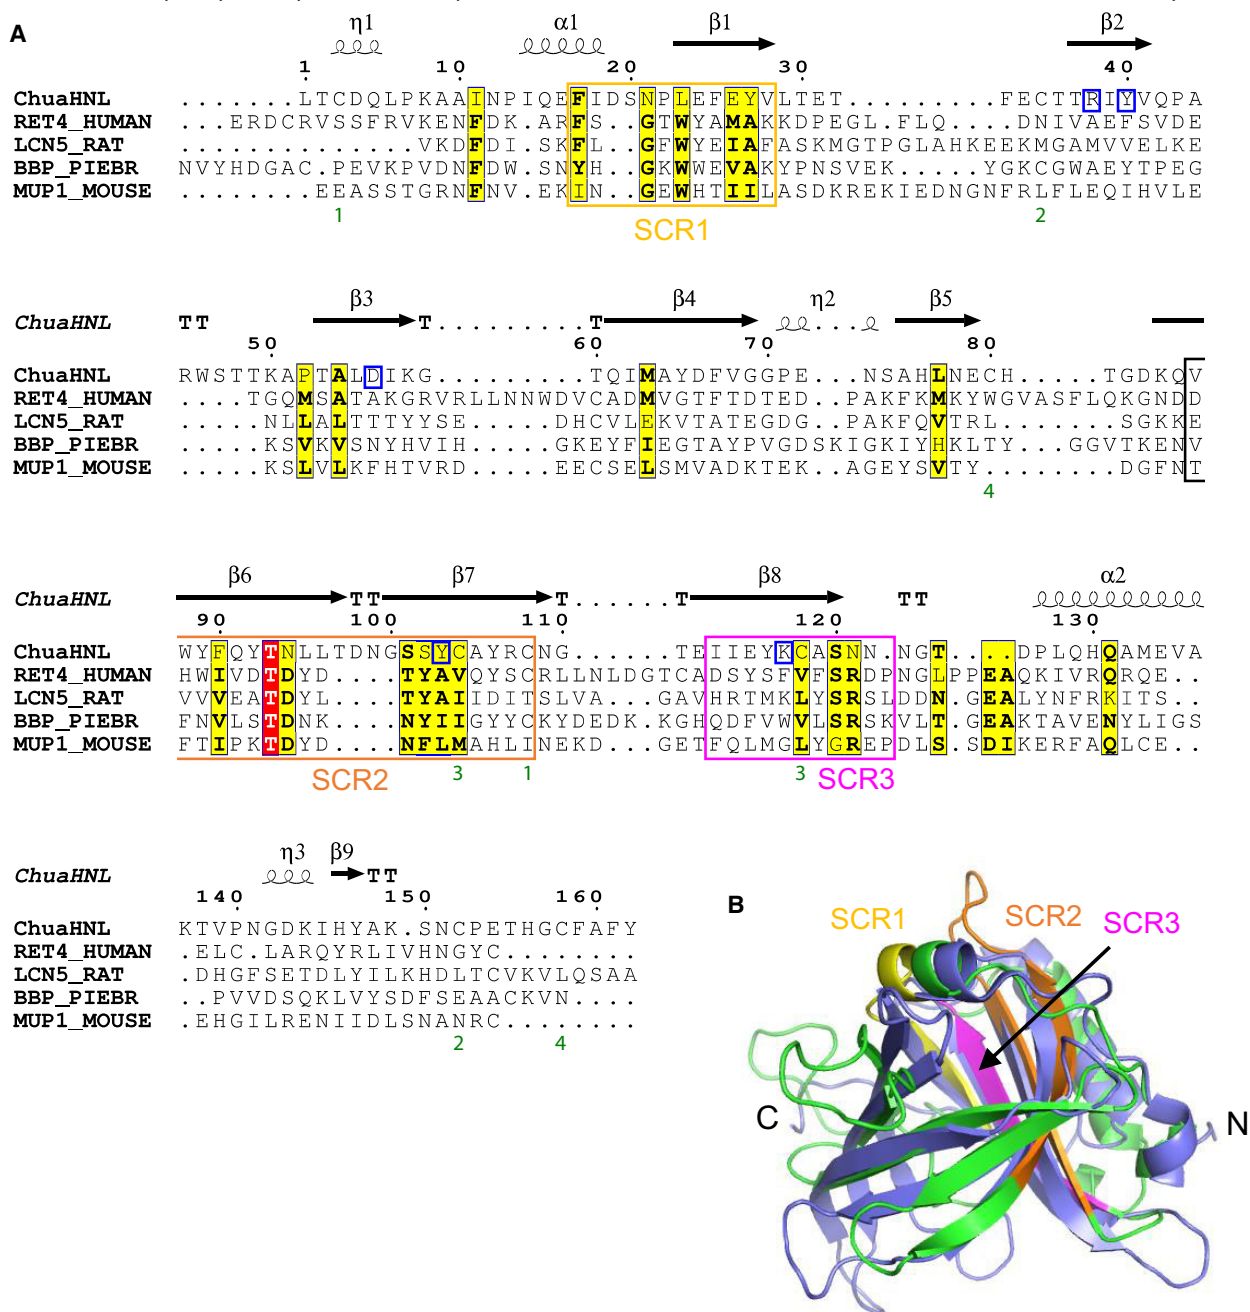 A
η1 α1 β1 β2
1 10 20 30 40
ChuaHNL .......LTCDQLPKAAINPIQEFIDSNPLEFEYVLTET.........FECTTRIYVQPA
RET4_HUMAN ...ERDCRVSSFRVKENFDK.ARFS..GTWYAMAKKDPEGL.FLQ....DNIVAEFSVDE
LCN5_RAT ..............VKDFDI.SKFL..GFWYEIAFASKMGTPGLAHKEEKMGAMVVELKE
BBP_PIEBR NVYHDGAC.PEVKPVDNFDW.SNYH..GKWWEVAKYPNSVEK.....YGKCGWAEYTPEG
MUP1_MOUSE ........EEASSTGRNFNV.EKIN..GEWHTIILASDKREKIEDNGNFRLFLEQIHVLE
1 SCR1 2
β3 β4 η2 β5
ChuaHNL TT T.........T ...
50 60 70 80
ChuaHNL RWSTTKAPTALDIKG.........TQIMAYDFVGGPE...NSAHLNECH.....TGDKQV
RET4_HUMAN ....TGQMSATAKGRVRLLNNWDVCADMVGTFTDTED..PAKFKMKYWGVASFLQKGNDD
LCN5_RAT .....NLLALTTTYYSE......DHCVLEKVTATEGDG..PAKFQVTRL.......SGKKE
BBP_PIEBR .....KSVKVSNYHVIH......GKEYFIEGTAYPVGDSKIGKIYHKLTY...GGVTKENV
MUP1_MOUSE .....KSLVLKFHTVRD......EECSELSMVADKTEK..AGEYSVTY........DGFNT
4
β6 β7 β8 α2
ChuaHNL TT T......T TT
90 100 110 120 130
ChuaHNL WYFQYTNLLTDNGSSYCAYRCNG......TEIIEYKCASNN.NGT..DPLQHQAMEVA
RET4_HUMAN HWIVDTDYD....TYAVQYSCRLLNLDGTCADSYSFVFSRDPNGLPPEAQKIVRQRQE..
LCN5_RAT VVVEATDYD....TYAIIDITSLVA...GAVHRTMKLYSRSLDDN.GEALYNFRKITS..
BBP_PIEBR FNVLSTDNK....NYIIGYYCKYDEDK.KGHQDFVWVLSRSKVLT.GEAKTAVENYLIGS
MUP1_MOUSE FTIPKTDYD....NFLMAHLINEKD...GETFQLMGLYGREPDLS.SDIKERFAQLCE..
SCR2 3 1 3 SCR3
η3 β9
ChuaHNL TT
140 150 160
ChuaHNL KTVPNGDKIHYAK.SNCPETHGCFAFY
RET4_HUMAN .ELC.LARQYRLIVHNGYC........
LCN5_RAT .DHGFSETDLYILKHDLTCVKVLQSAA
BBP_PIEBR ..PVVDSQKLVYSDFSEAACKVN....
MUP1_MOUSE .EHGILRENIIDLSNANRC........
2 4
B
SCR1 SCR2 SCR3
C N